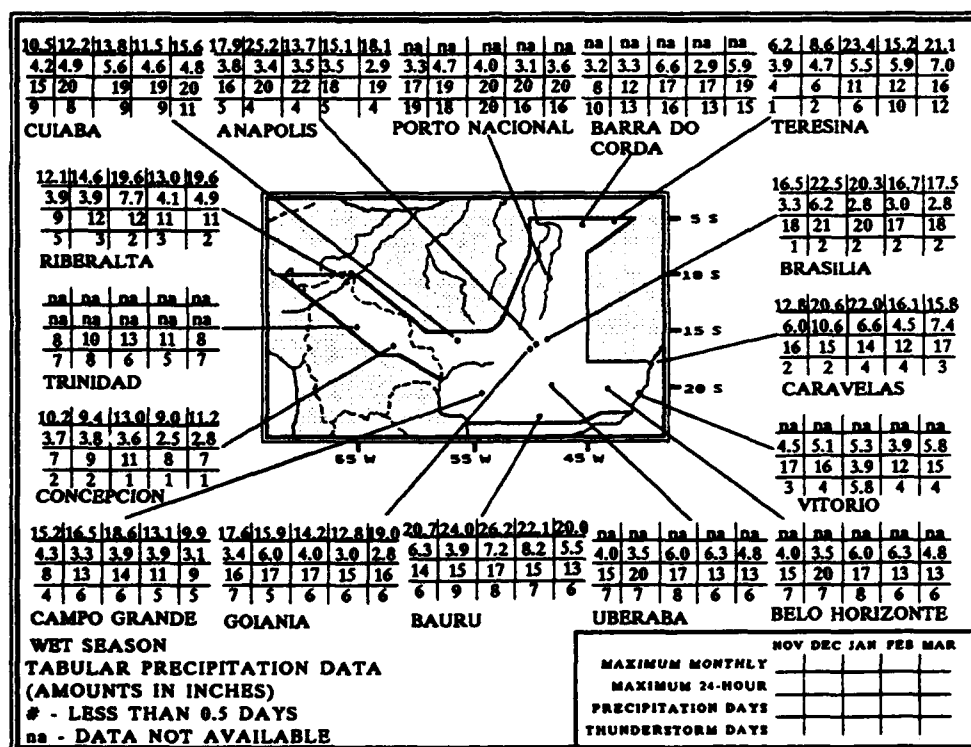 10.5 12.2 13.8 11.5 15.6
4.2 4.9 5.6 4.6 4.8
15 20 19 19 20
9 8 9 9 11
CUIABA
17.9 25.2 13.7 15.1 18.1
3.8 3.4 3.5 3.5 2.9
16 20 22 18 19
5 4 4 5 4
ANAPOLIS
na na na na na
3.3 4.7 4.0 3.1 3.6
17 19 20 20 20
19 18 20 16 16
PORTO NACIONAL
na na na na na
3.2 3.3 6.6 2.9 5.9
8 12 17 17 19
10 13 16 13 15
BARRA DO
CORDA
6.2 8.6 23.4 15.2 21.1
3.9 4.7 5.5 5.9 7.0
4 6 11 12 16
1 2 6 10 12
TERESINA
12.1 14.6 19.6 13.0 19.6
3.9 3.9 7.7 4.1 4.9
9 12 12 11 11
5 3 2 3 2
RIBERALTA
16.5 22.5 20.3 16.7 17.5
3.3 6.2 2.8 3.0 2.8
18 21 20 17 18
1 2 2 2 2
BRASILIA
na na na na na
na na na na na
8 10 13 11 8
7 8 6 5 7
TRINIDAD
12.8 20.6 22.0 16.1 15.8
6.0 10.6 6.6 4.5 7.4
16 15 14 12 17
2 2 4 4 3
CARAVELAS
10.2 9.4 13.0 9.0 11.2
3.7 3.8 3.6 2.5 2.8
7 9 11 8 7
2 2 1 1 1
CONCEPCION
na na na na na
4.5 5.1 5.3 3.9 5.8
17 16 3.9 12 15
3 4 5.8 4 4
VITORIO
5 S
10 S
15 S
20 S
65 W 55 W 45 W
15.2 16.5 18.6 13.1 9.9
4.3 3.3 3.9 3.9 3.1
8 13 14 11 9
4 6 6 5 5
CAMPO GRANDE
17.6 15.9 14.2 12.8 19.0
3.4 6.0 4.0 3.0 2.8
16 17 17 15 16
7 5 6 6 6
GOIANIA
20.7 24.0 26.2 22.1 20.0
6.3 3.9 7.2 8.2 5.5
14 15 17 15 13
6 9 8 7 6
BAURU
na na na na na
4.0 3.5 6.0 6.3 4.8
15 20 17 13 13
7 7 8 6 6
UBERABA
na na na na na
4.0 3.5 6.0 6.3 4.8
15 20 17 13 13
7 7 8 6 6
BELO HORIZONTE
WET SEASON
TABULAR PRECIPITATION DATA
(AMOUNTS IN INCHES)
# - LESS THAN 0.5 DAYS
na - DATA NOT AVAILABLE
NOV DEC JAN FEB MAR
MAXIMUM MONTHLY
MAXIMUM 24-HOUR
PRECIPITATION DAYS
THUNDERSTORM DAYS